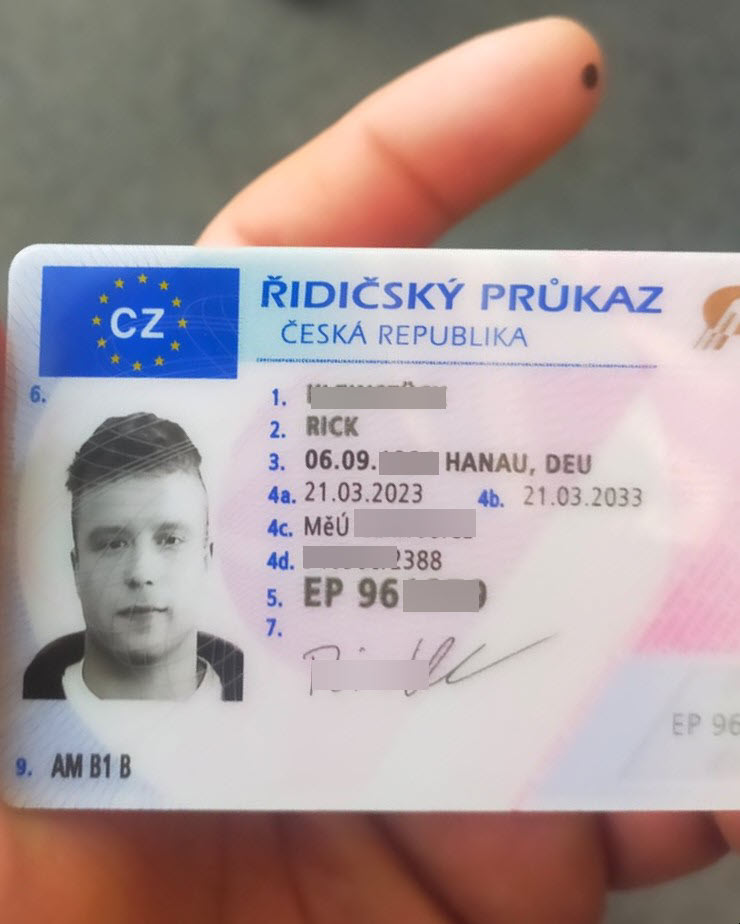 CZ
ŘIDIČSKÝ PRŮKAZ
ČESKÁ REPUBLIKA
6.
1.
2. RICK
3. 06.09. HANAU, DEU
4a. 21.03.2023 4b. 21.03.2033
4c. MěÚ
4d. 2388
5. EP 96
7.
EP 96
9. AM B1 B